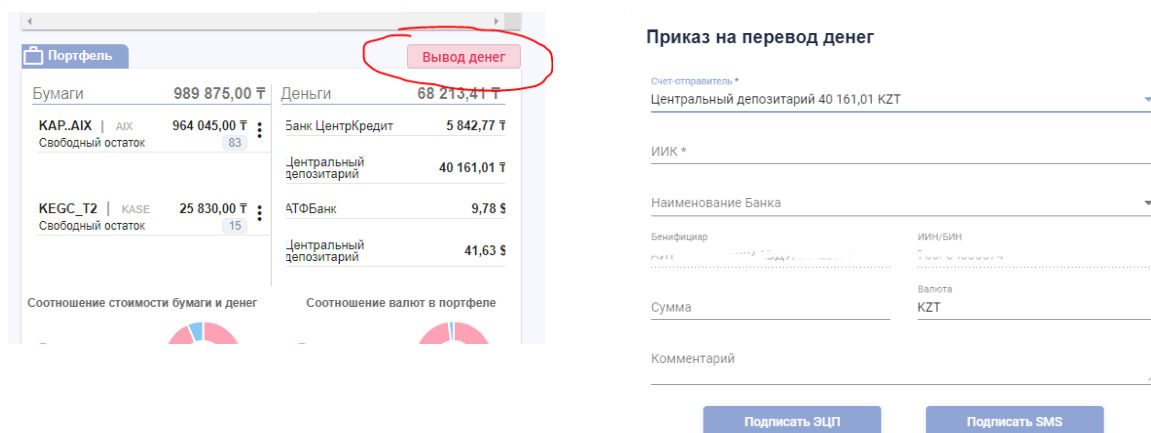 Портфель
Вывод денег
Бумаги 989 875,00 ₸
Деньги 68 213,41 ₸
KAP..AIX | AIX 964 045,00 ₸
Свободный остаток 83
KEGC_T2 | KASE 25 830,00 ₸
Свободный остаток 15
Банк ЦентрКредит 5 842,77 ₸
Центральный
депозитарий 40 161,01 ₸
АТФБанк 9,78 $
Центральный
депозитарий 41,63 $
Соотношение стоимости бумаги и денег
Соотношение валют в портфеле
Приказ на перевод денег
Счет-отправитель *
Центральный депозитарий 40 161,01 KZT
ИИК *
Наименование Банка
Бенифициар
ИИН/БИН
Сумма
Валюта
KZT
Комментарий
Подписать ЭЦП
Подписать SMS